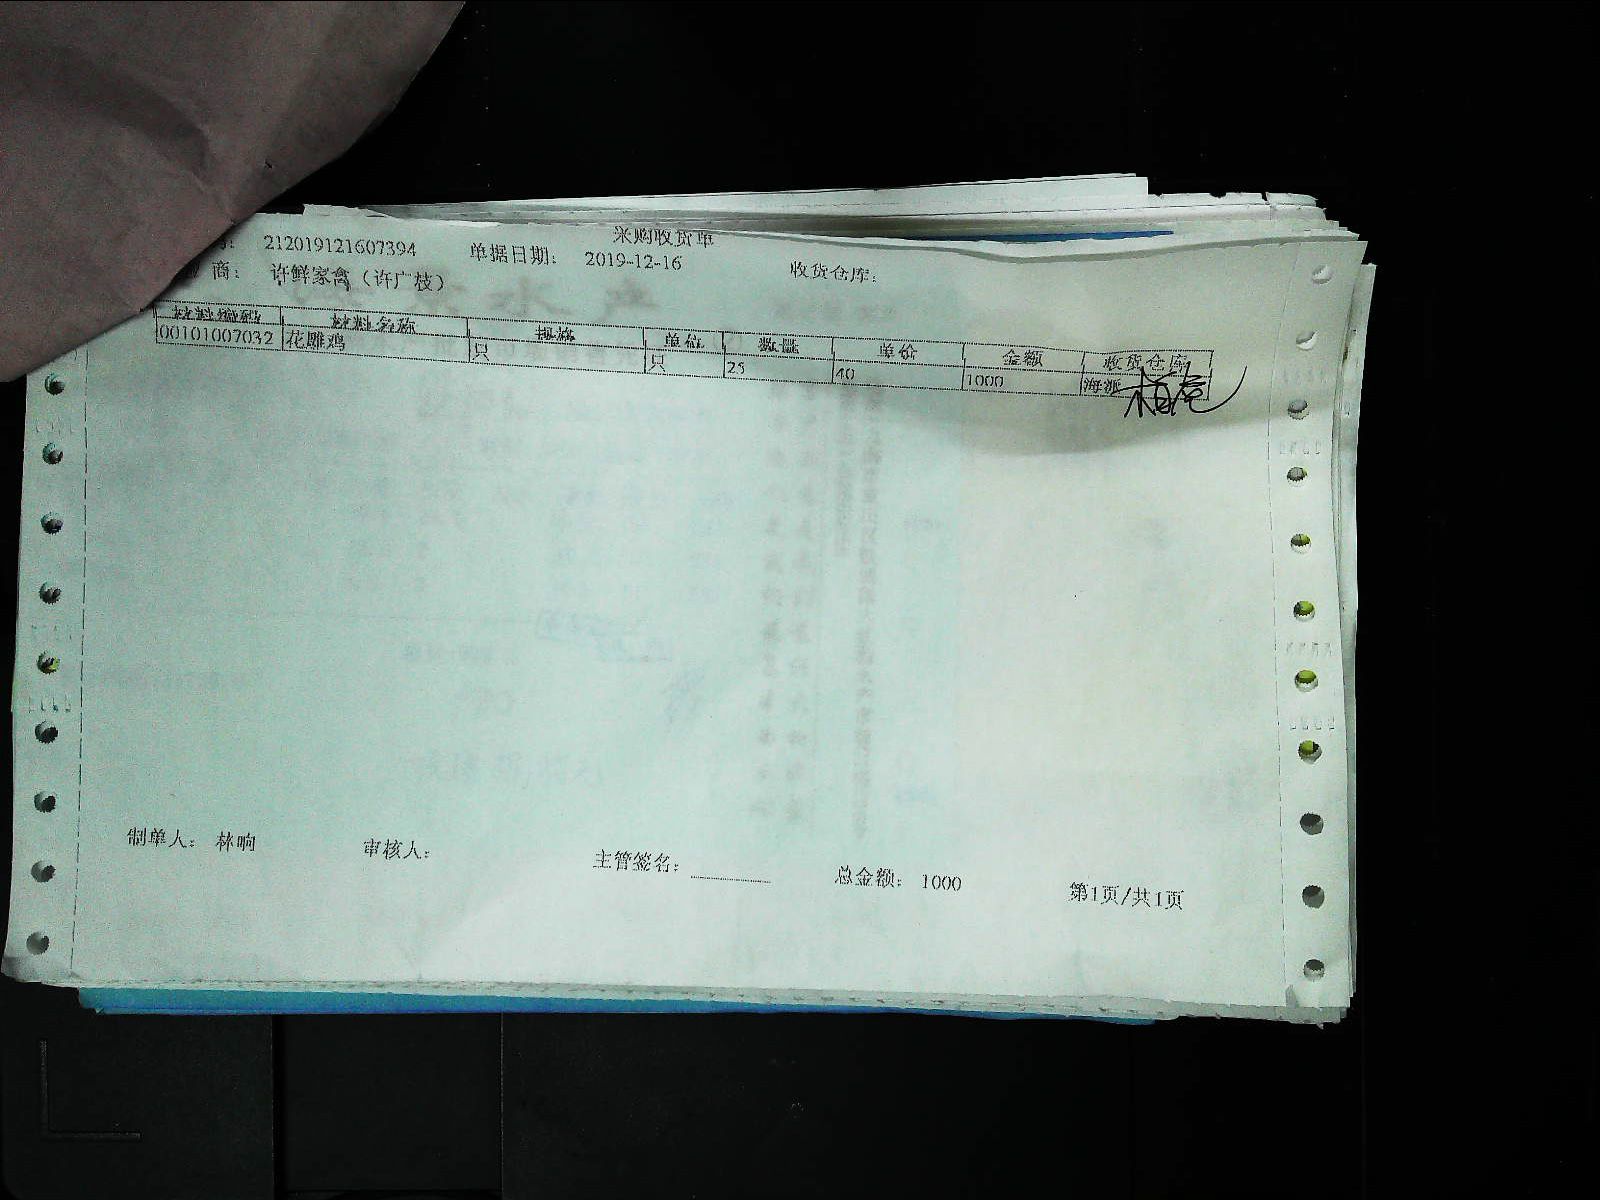 采购收货单
212019121607394 单据日期: 2019-12-16 收货仓库:
商: 许鲜家禽（许广枝）
材料编码 材料名称 规格 单位 数量 单价 金额 收货仓库
00101007032 花雕鸡 只 只 25 40 1000 海派
制单人: 林响 审核人: 主管签名: 总金额: 1000 第1页/共1页